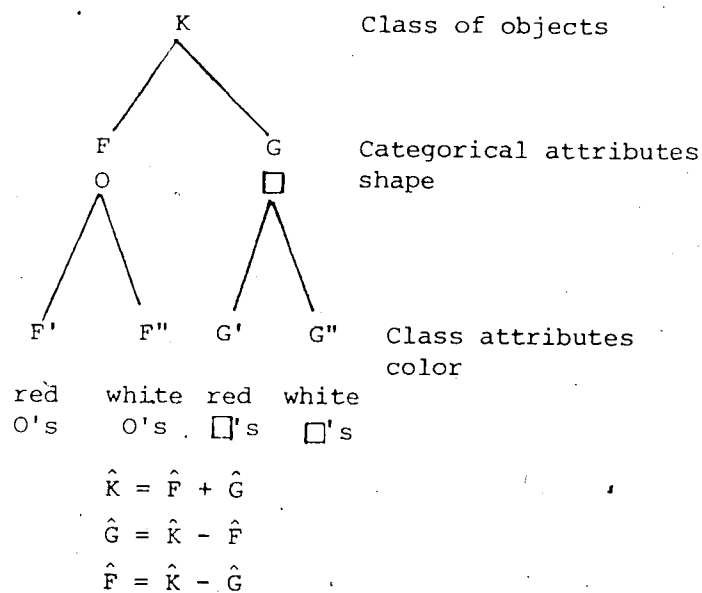 K Class of objects
F G Categorical attributes
O □ shape
F' F" G' G" Class attributes
color
red white red white
O's O's □'s □'s
K̂ = F̂ + Ĝ
Ĝ = K̂ - F̂
F̂ = K̂ - Ĝ